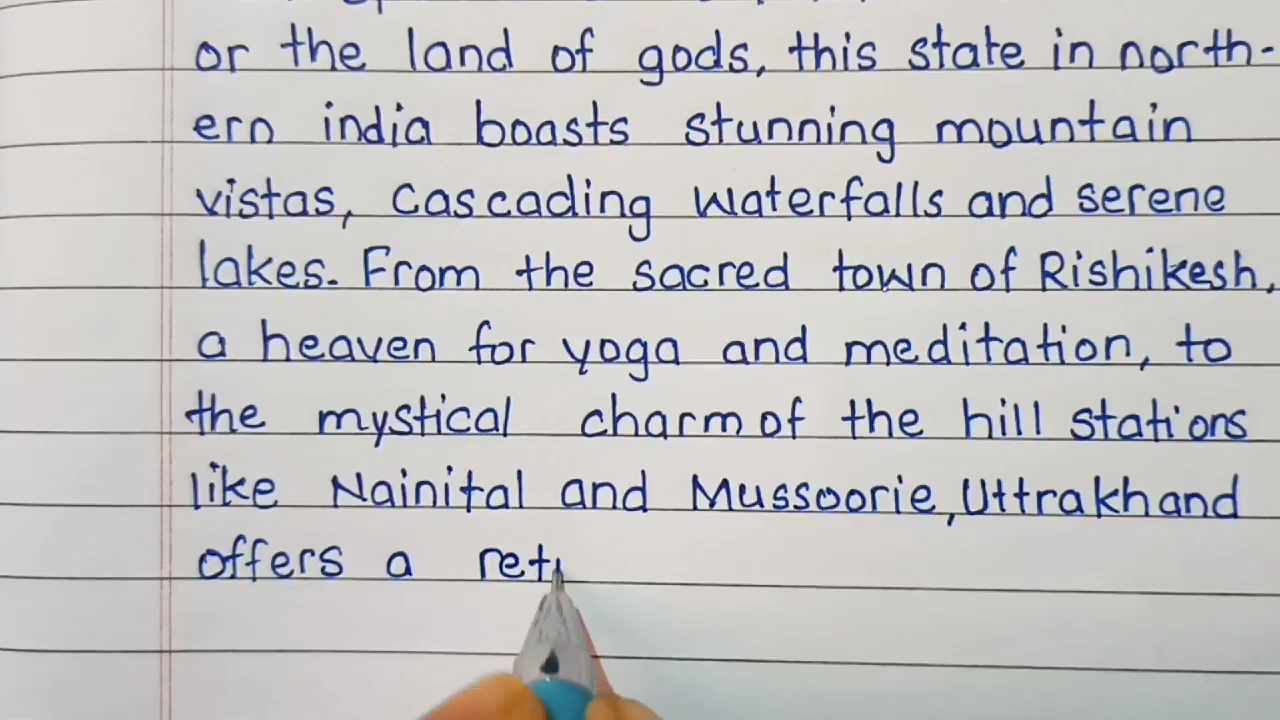 or the land of gods, this state in north-
ern india boasts stunning mountain
vistas, cascading waterfalls and serene
lakes. From the sacred town of Rishikesh,
a heaven for yoga and meditation, to
the mystical charm of the hill stations
like Nainital and Mussoorie, Uttrakhand
offers a ret